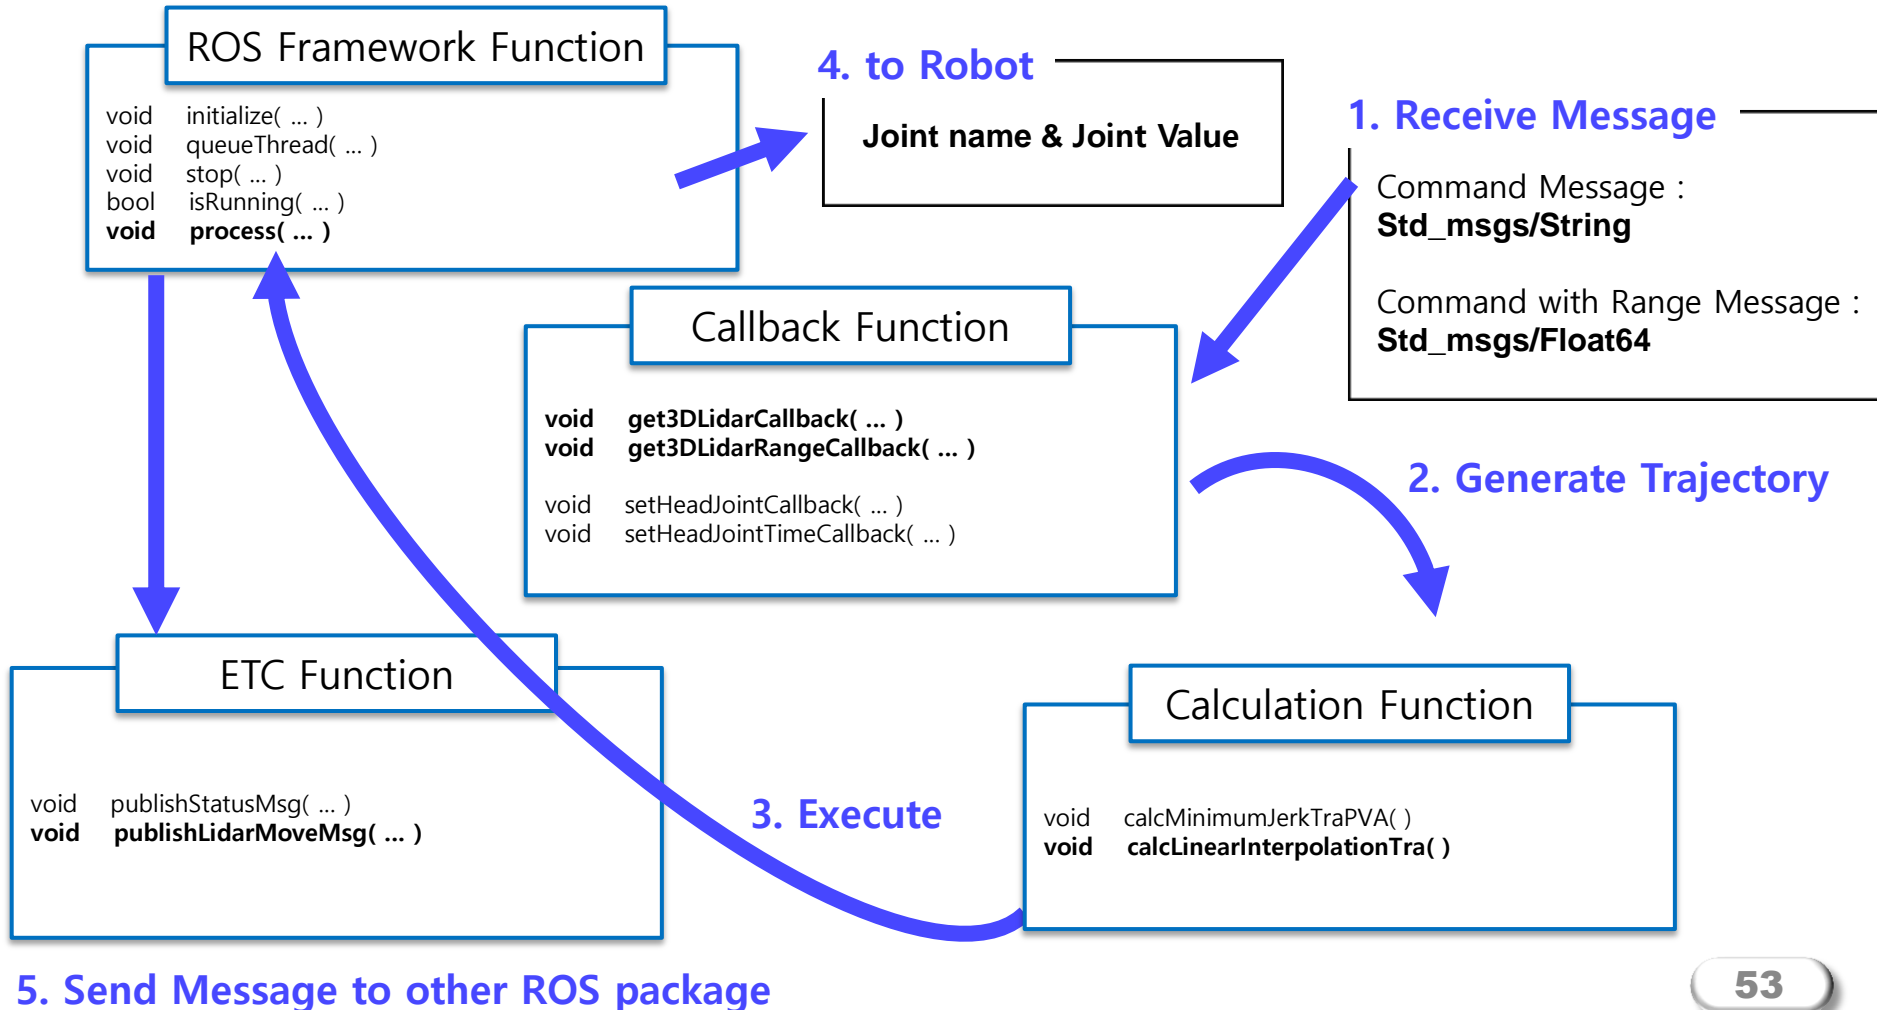 ROS Framework Function
void initialize( ... )
void queueThread( ... )
void stop( ... )
bool isRunning( ... )
void process( ... )
4. to Robot
Joint name & Joint Value
1. Receive Message
Command Message :
Std_msgs/String
Command with Range Message :
Std_msgs/Float64
Callback Function
void get3DLidarCallback( ... )
void get3DLidarRangeCallback( ... )
void setHeadJointCallback( ... )
void setHeadJointTimeCallback( ... )
2. Generate Trajectory
ETC Function
void publishStatusMsg( ... )
void publishLidarMoveMsg( ... )
3. Execute
Calculation Function
void calcMinimumJerkTraPVA( )
void calcLinearInterpolationTra( )
5. Send Message to other ROS package
53